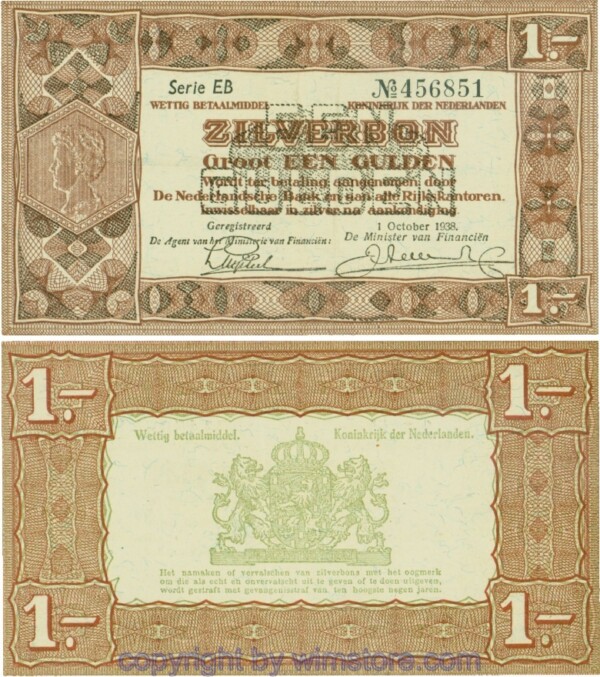 1.-
Serie EB № 456851
WETTIG BETAALMIDDEL KONINKRIJK DER NEDERLANDEN
ZILVERBON
Groot EEN GULDEN
Wordt ter betaling aangenomen door
De Nederlandsche Bank en aan alle Rijkskantoren.
Inwisselbaar in zilver na aankondiging.
Geregistreerd 1 October 1938.
De Agent van het Ministerie van Financiën: De Minister van Financiën
1.-
1.- 1.-
Wettig betaalmiddel. Koninkrijk der Nederlanden.
Het namaken of vervalschen van zilverbons met het oogmerk
om die als echt en onvervalscht uit te geven of te doen uitgeven,
wordt gestraft met gevangenisstraf van ten hoogste negen jaren.
1.- 1.-
copyright by wimstore.com